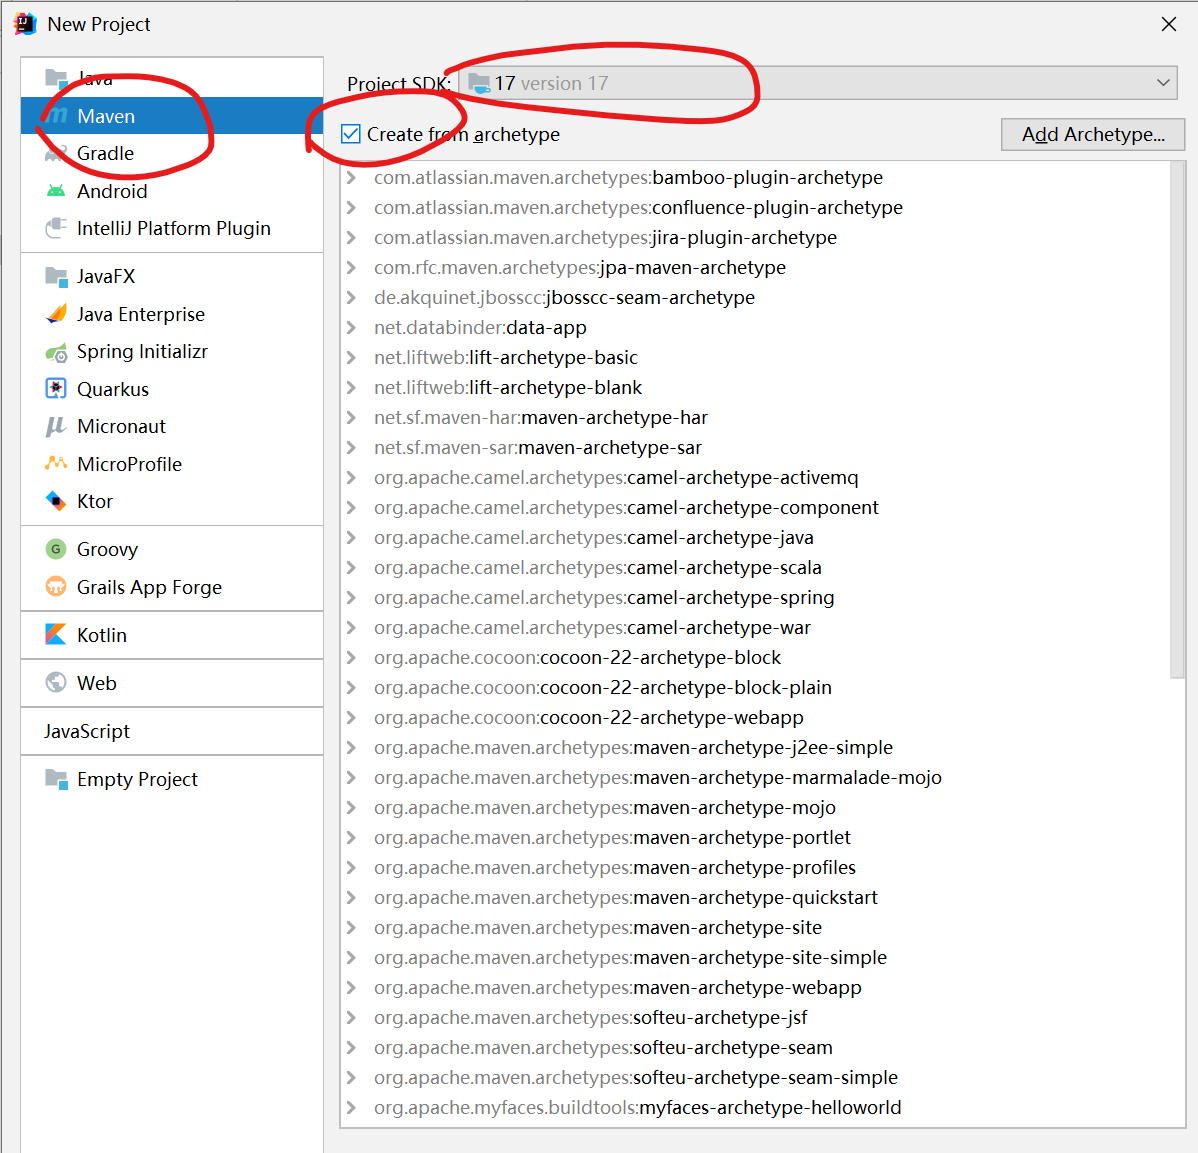 New Project
Java
Maven
Gradle
Android
IntelliJ Platform Plugin
JavaFX
Java Enterprise
Spring Initializr
Quarkus
Micronaut
MicroProfile
Ktor
Groovy
Grails App Forge
Kotlin
Web
JavaScript
Empty Project
Project SDK: 17 version 17
Create from archetype
Add Archetype...
com.atlassian.maven.archetypes:bamboo-plugin-archetype
com.atlassian.maven.archetypes:confluence-plugin-archetype
com.atlassian.maven.archetypes:jira-plugin-archetype
com.rfc.maven.archetypes:jpa-maven-archetype
de.akquinet.jbosscc:jbosscc-seam-archetype
net.databinder:data-app
net.liftweb:lift-archetype-basic
net.liftweb:lift-archetype-blank
net.sf.maven-har:maven-archetype-har
net.sf.maven-sar:maven-archetype-sar
org.apache.camel.archetypes:camel-archetype-activemq
org.apache.camel.archetypes:camel-archetype-component
org.apache.camel.archetypes:camel-archetype-java
org.apache.camel.archetypes:camel-archetype-scala
org.apache.camel.archetypes:camel-archetype-spring
org.apache.camel.archetypes:camel-archetype-war
org.apache.cocoon:cocoon-22-archetype-block
org.apache.cocoon:cocoon-22-archetype-block-plain
org.apache.cocoon:cocoon-22-archetype-webapp
org.apache.maven.archetypes:maven-archetype-j2ee-simple
org.apache.maven.archetypes:maven-archetype-marmalade-mojo
org.apache.maven.archetypes:maven-archetype-mojo
org.apache.maven.archetypes:maven-archetype-portlet
org.apache.maven.archetypes:maven-archetype-profiles
org.apache.maven.archetypes:maven-archetype-quickstart
org.apache.maven.archetypes:maven-archetype-site
org.apache.maven.archetypes:maven-archetype-site-simple
org.apache.maven.archetypes:maven-archetype-webapp
org.apache.maven.archetypes:softeu-archetype-jsf
org.apache.maven.archetypes:softeu-archetype-seam
org.apache.maven.archetypes:softeu-archetype-seam-simple
org.apache.myfaces.buildtools:myfaces-archetype-helloworld